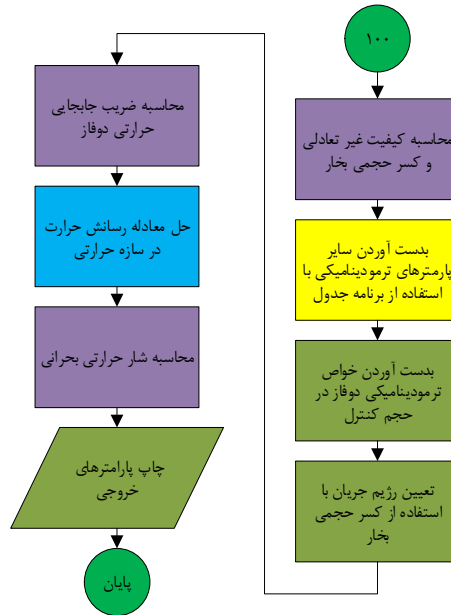 ۱۰۰
محاسبه کیفیت غیر تعادلی
و کسر حجمی بخار
بدست آوردن سایر
پارمترهای ترمودینامیکی با
استفاده از برنامه جدول
بدست آوردن خواص
ترمودینامیکی دوفاز در
حجم کنترل
تعیین رژیم جریان با
استفاده از کسر حجمی
بخار
محاسبه ضریب جابجایی
حرارتی دوفاز
حل معادله رسانش حرارت
در سازه حرارتی
محاسبه شار حرارتی بحرانی
چاپ پارامترهای
خروجی
پایان